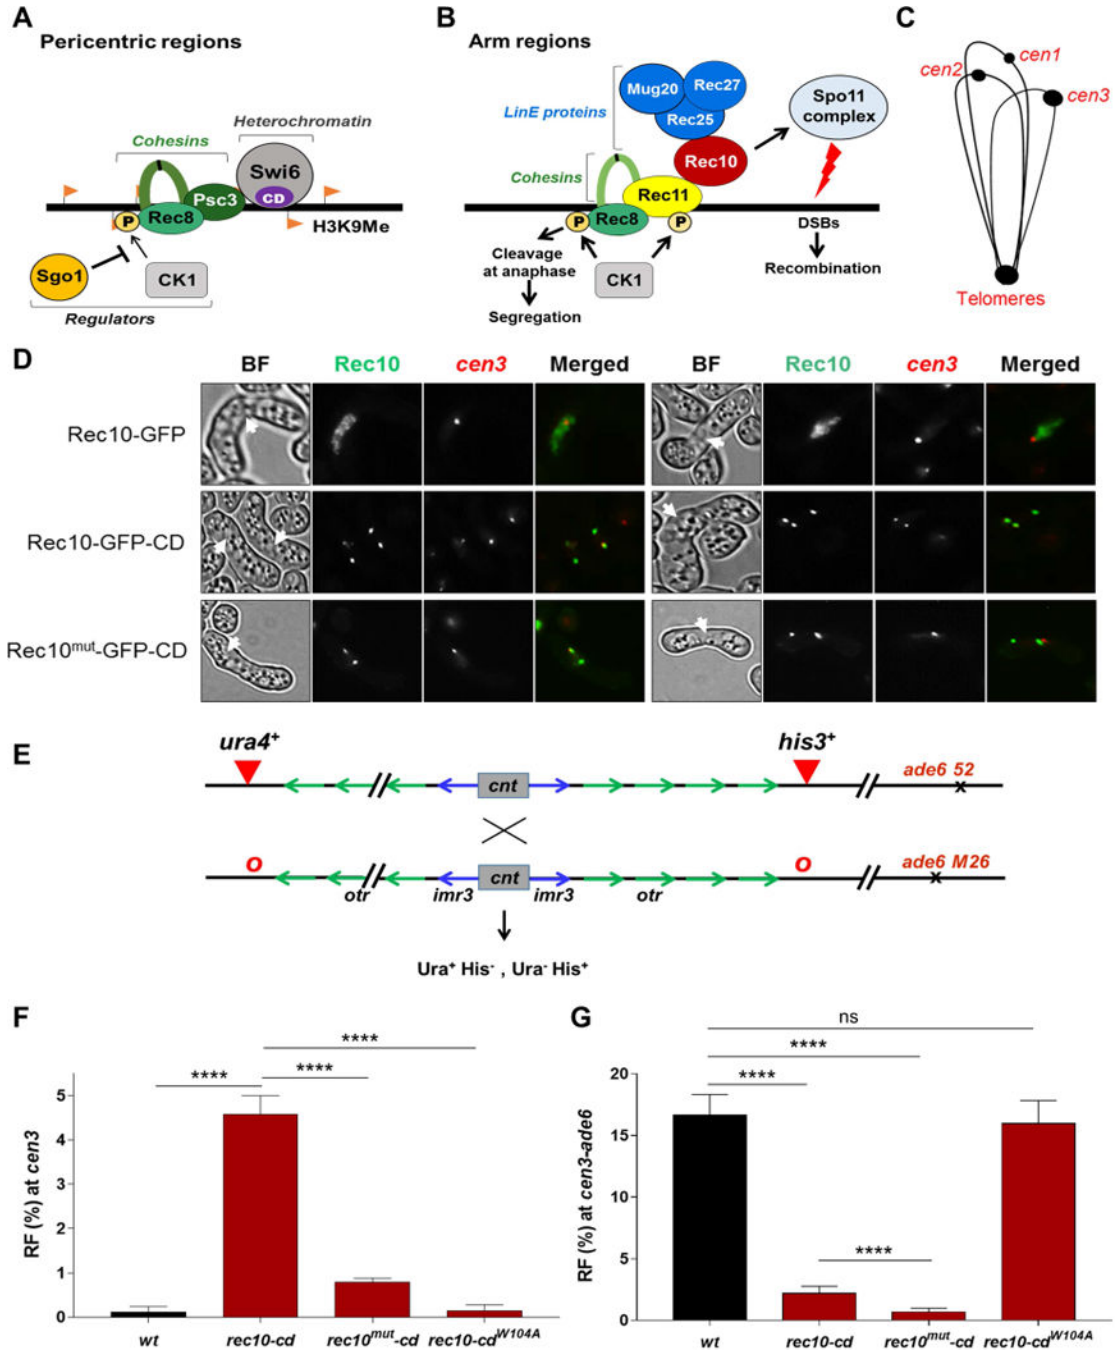 A
Pericentric regions
Cohesins
Heterochromatin
Swi6
CD
Psc3
Rec8
P
H3K9Me
Sgo1
CK1
Regulators
B
Arm regions
LinE proteins
Mug20
Rec27
Rec25
Rec10
Spo11
complex
Cohesins
Rec11
Rec8
P
P
DSBs
Cleavage
at anaphase
CK1
Recombination
Segregation
C
cen1
cen2
cen3
Telomeres
D
BF Rec10 cen3 Merged BF Rec10 cen3 Merged
Rec10-GFP
Rec10-GFP-CD
Rec10mut-GFP-CD
E
ura4+ his3+
ade6 52
cnt
x
O O
ade6 M26
cnt
x
otr imr3 imr3 otr
Ura+ His- , Ura- His+
F
RF (%) at cen3
****
****
****
5
4
3
2
1
0
wt rec10-cd rec10mut-cd rec10-cdW104A
G
RF (%) at cen3-ade6
ns
****
****
****
20
15
10
5
0
wt rec10-cd rec10mut-cd rec10-cdW104A